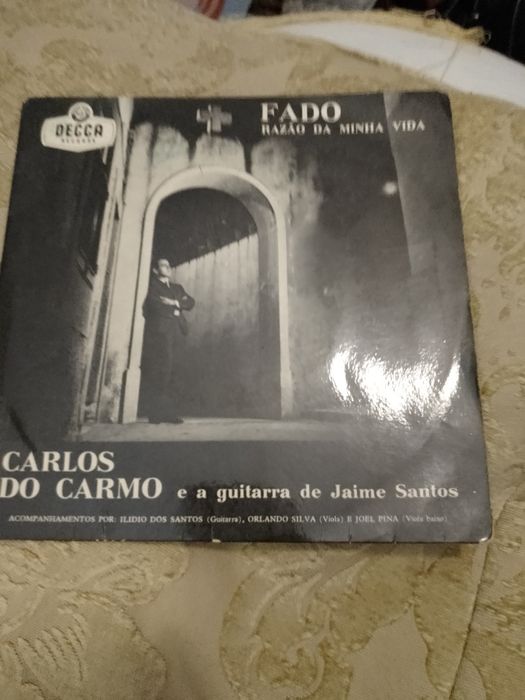 DECCA
RECORDS
FADO
RAZÃO DA MINHA VIDA
CARLOS
DO CARMO e a guitarra de Jaime Santos
ACOMPANHAMENTOS POR: ILIDIO DOS SANTOS (Guitarra), ORLANDO SILVA (Viola) E JOEL PINA (Viola baixo)